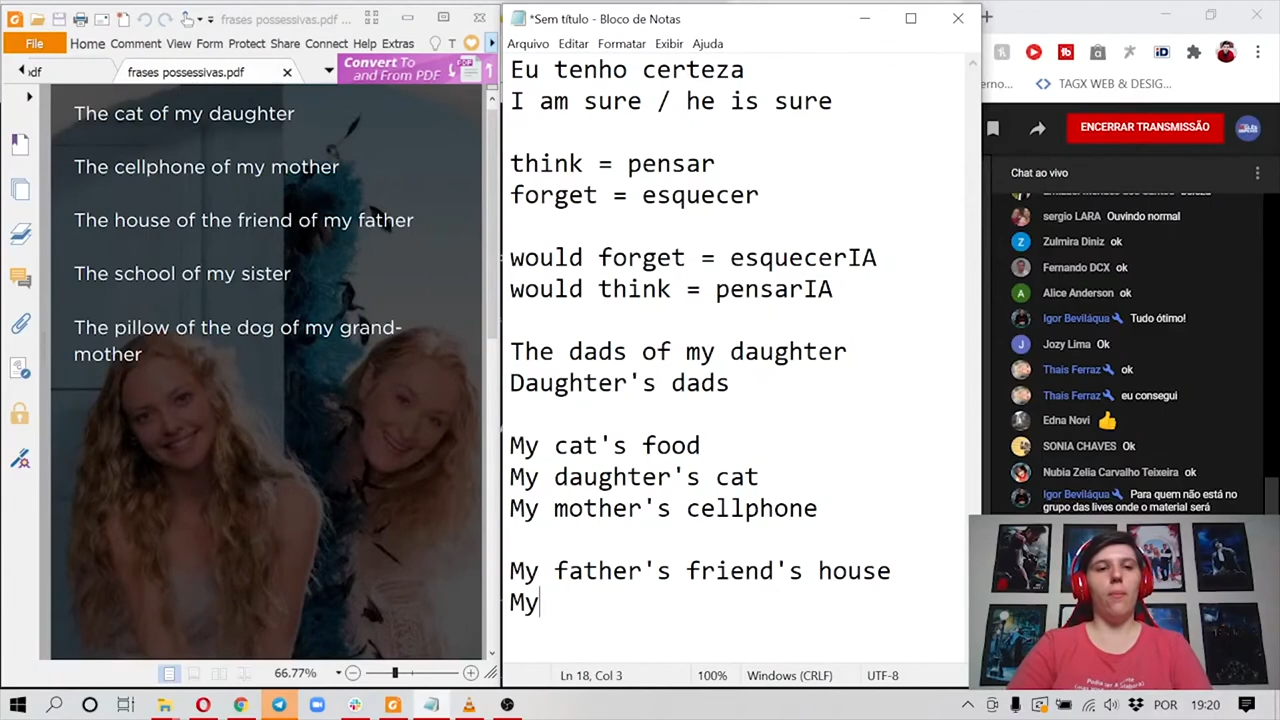 frases possessivas.pdf ...
File
Home
Comment
View
Form
Protect
Share
Connect
Help
Extras
frases possessivas.pdf
Convert To
and From PDF
The cat of my daughter
The cellphone of my mother
The house of the friend of my father
The school of my sister
The pillow of the dog of my grand-
mother
66.77%
*Sem título - Bloco de Notas
Arquivo Editar Formatar Exibir Ajuda
Eu tenho certeza
I am sure / he is sure
think = pensar
forget = esquecer
would forget = esquecerIA
would think = pensarIA
The dads of my daughter
Daughter's dads
My cat's food
My daughter's cat
My mother's cellphone
My father's friend's house
My
Ln 18, Col 3
100%
Windows (CRLF)
UTF-8
TAGX WEB & DESIG...
ENCERRAR TRANSMISSÃO
Chat ao vivo
sergio LARA Ouvindo normal
Zulmira Diniz ok
Fernando DCX ok
Alice Anderson ok
Igor Beviláqua Tudo ótimo!
Jozy Lima Ok
Thais Ferraz ok
Thais Ferraz eu consegui
Edna Novi
SONIA CHAVES Ok
Nubia Zelia Carvalho Teixeira ok
Igor Beviláqua Para quem não está no
grupo das lives onde o material será
POR
19:20